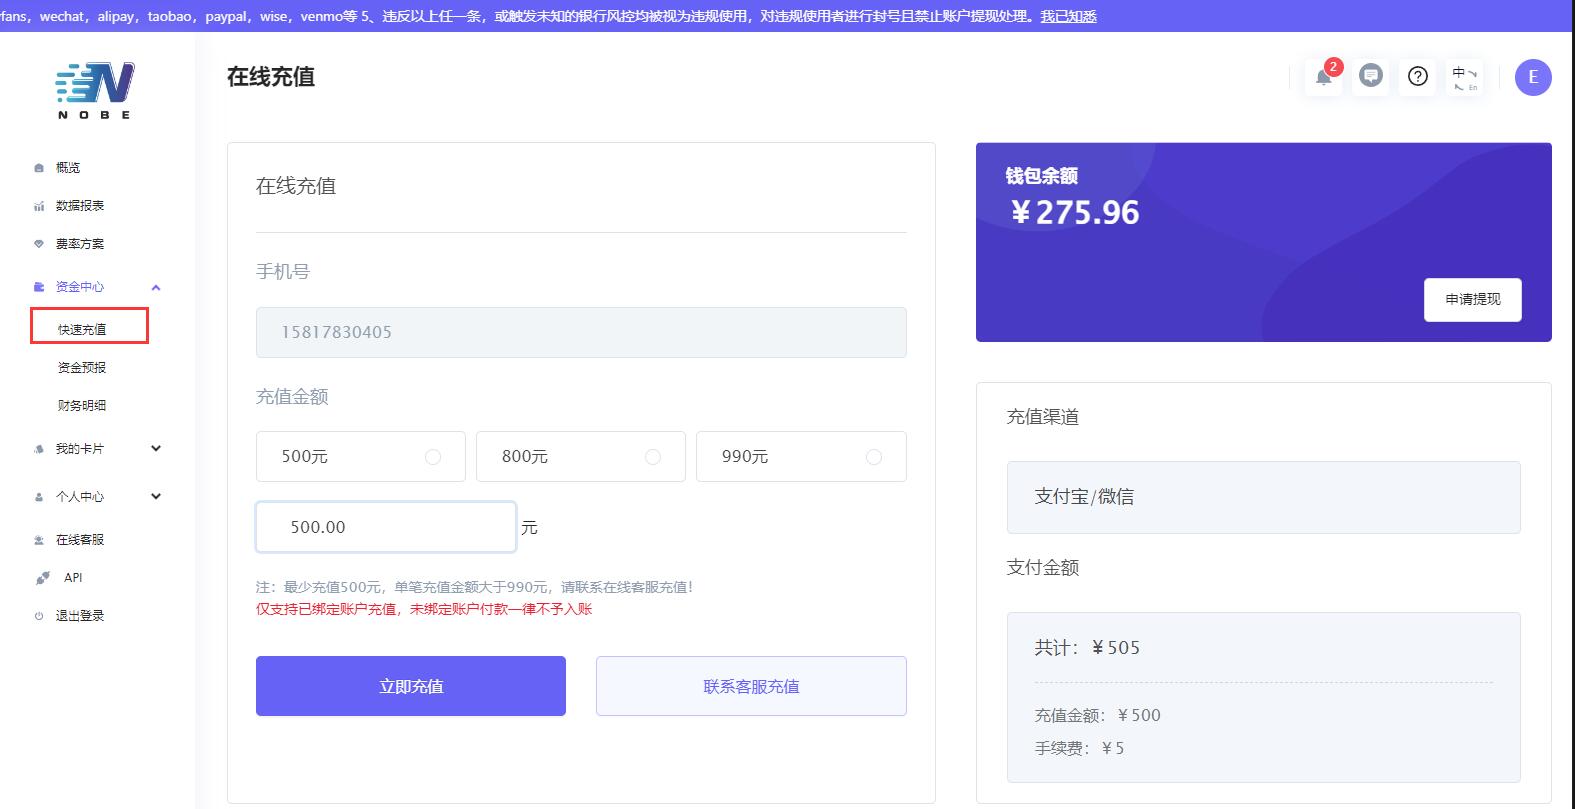 fans，wechat，alipay，taobao，paypal，wise，venmo等 5、违反以上任一条，或触发未知的银行风控均被视为违规使用，对违规使用者进行封号且禁止账户提现处理。我已知悉
NOBE
概览
数据报表
费率方案
资金中心
快速充值
资金预报
财务明细
我的卡片
个人中心
在线客服
API
退出登录
在线充值
2
中
En
E
在线充值
手机号
15817830405
充值金额
500元
800元
990元
500.00 元
注：最少充值500元，单笔充值金额大于990元，请联系在线客服充值！
仅支持已绑定账户充值，未绑定账户付款一律不予入账
立即充值
联系客服充值
钱包余额
￥275.96
申请提现
充值渠道
支付宝/微信
支付金额
共计：￥505
充值金额：￥500
手续费：￥5